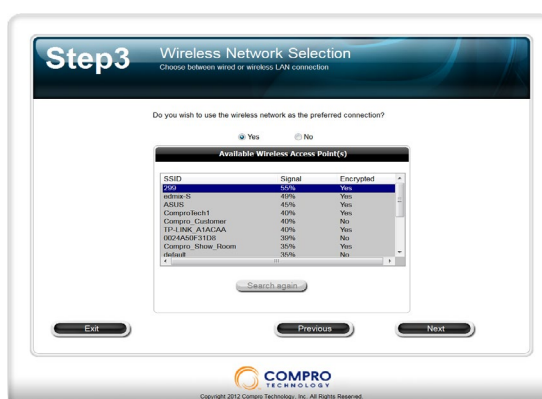 Step3
Wireless Network Selection
Choose between wired or wireless LAN connection
Do you wish to use the wireless network as the preferred connection?
Yes No
Available Wireless Access Point(s)
SSID Signal Encrypted
299 55% Yes
edmx-S 49% Yes
ASUS 45% Yes
ComproTech1 40% Yes
Compro_Customer 40% No
TP-LINK_A1ACAA 40% Yes
0024A50F31D8 39% No
Compro_Show_Room 35% Yes
default 35% No
Search again
Exit Previous Next
COMPRO
TECHNOLOGY
Copyright 2012 Compro Technology, Inc. All Rights Reserved.